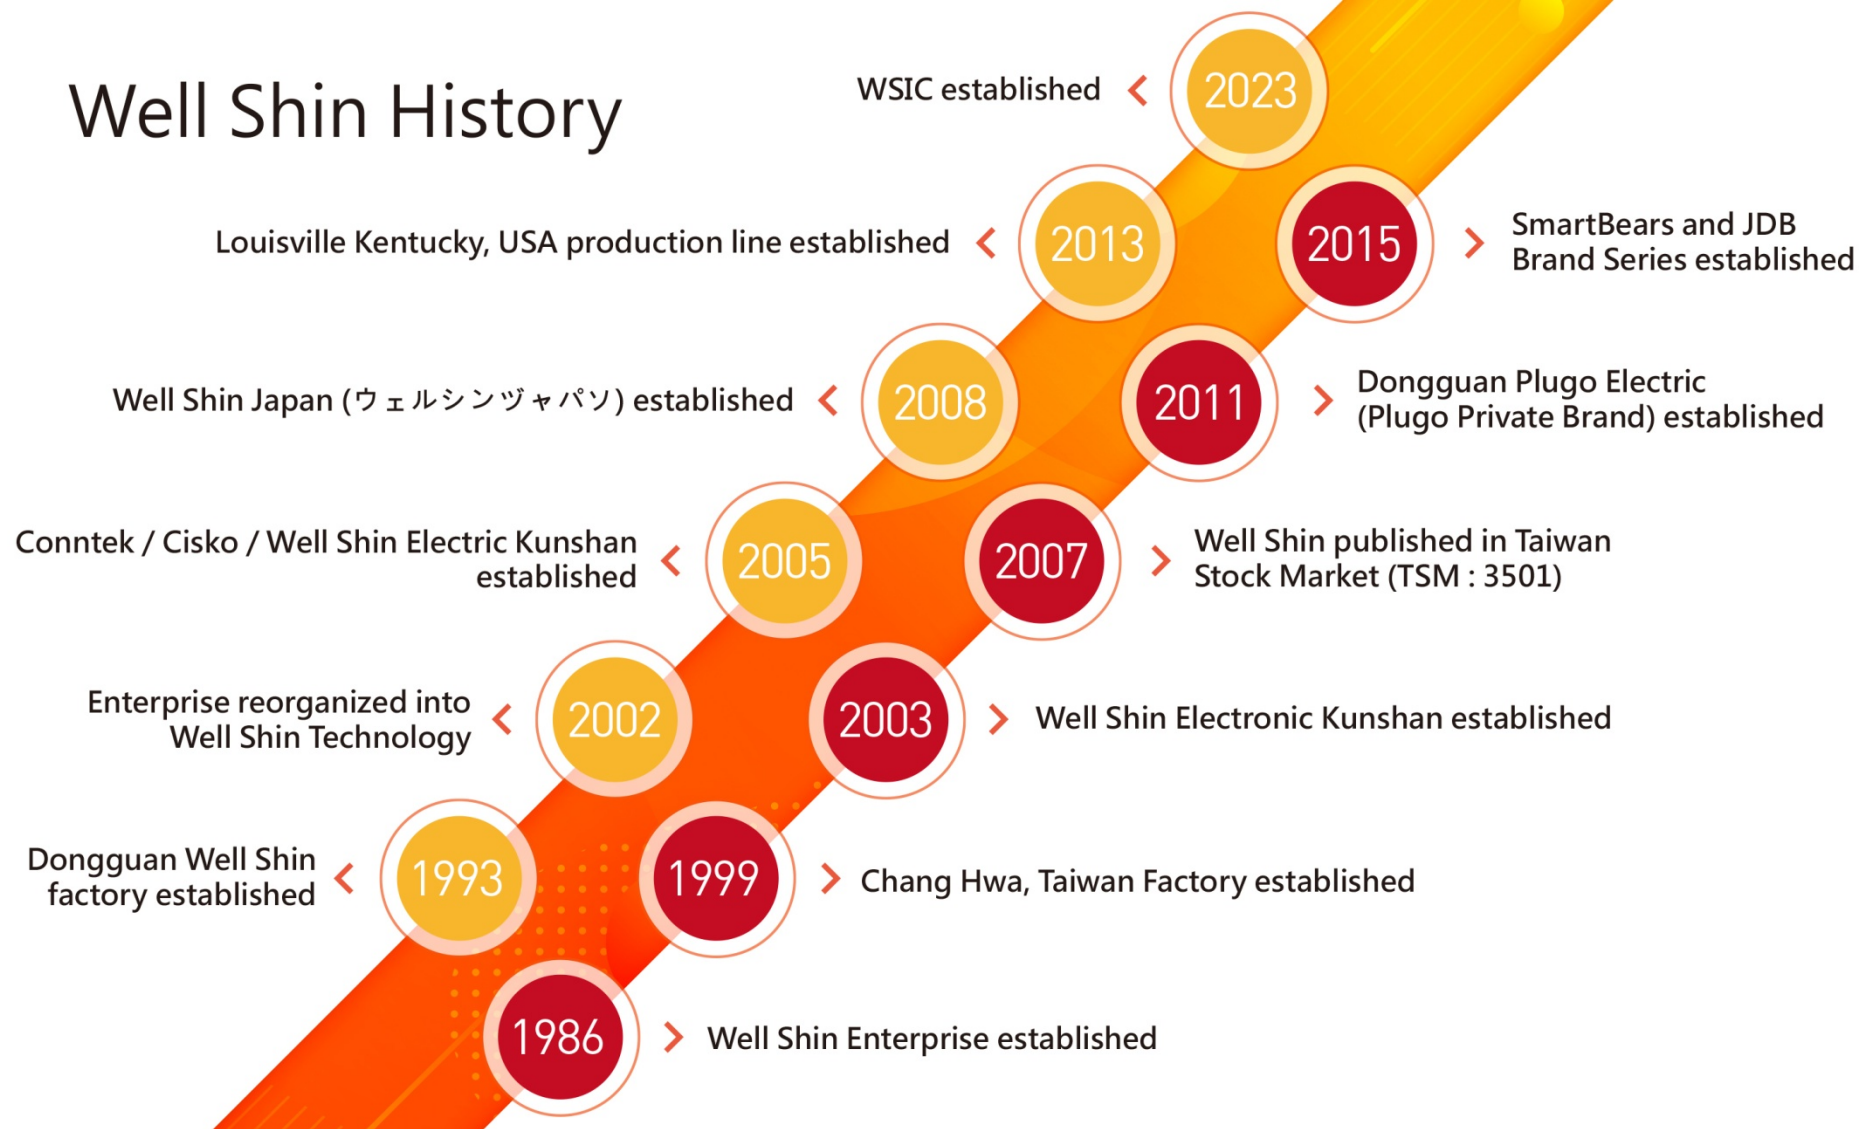 Well Shin History
WSIC established
2023
Louisville Kentucky, USA production line established
2013
2015
SmartBears and JDB
Brand Series established
Well Shin Japan (ウェルシンヅャパソ) established
2008
2011
Dongguan Plugo Electric
(Plugo Private Brand) established
Conntek / Cisko / Well Shin Electric Kunshan
established
2005
2007
Well Shin published in Taiwan
Stock Market (TSM : 3501)
Enterprise reorganized into
Well Shin Technology
2002
2003
Well Shin Electronic Kunshan established
Dongguan Well Shin
factory established
1993
1999
Chang Hwa, Taiwan Factory established
1986
Well Shin Enterprise established